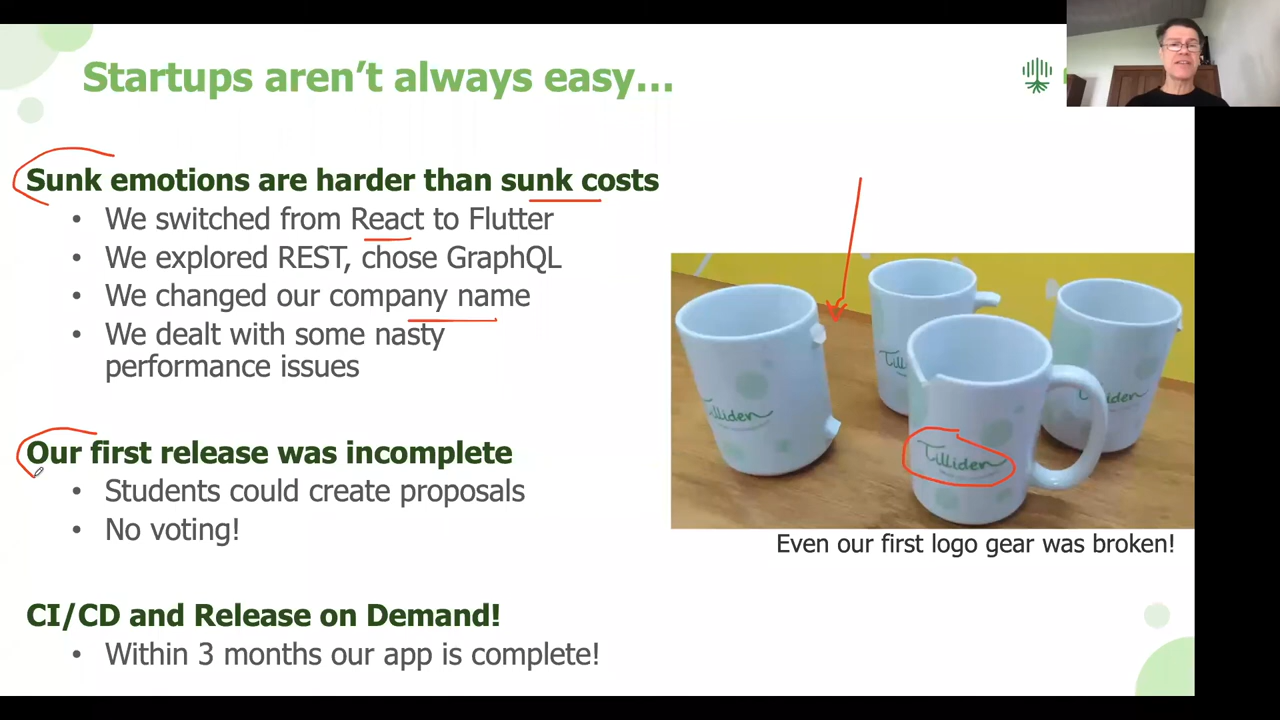 Startups aren't always easy...
Sunk emotions are harder than sunk costs
• We switched from React to Flutter
• We explored REST, chose GraphQL
• We changed our company name
• We dealt with some nasty
performance issues
Our first release was incomplete
• Students could create proposals
• No voting!
CI/CD and Release on Demand!
• Within 3 months our app is complete!
Tilliden
Tilliden
Even our first logo gear was broken!